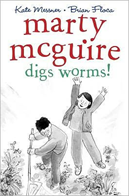 Kate Messner • Brian Floca
marty
mcguire
digs worms!